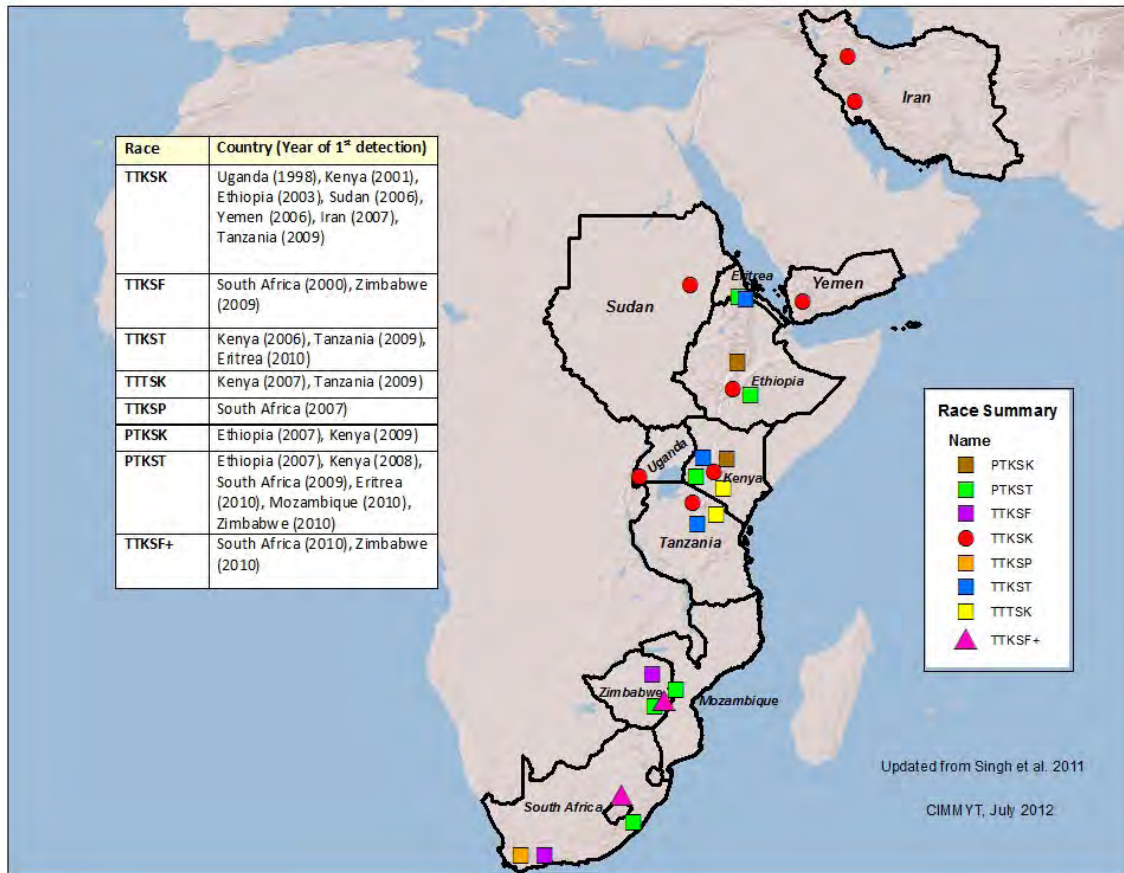 Iran
Race Country (Year of 1st detection)
TTKSK Uganda (1998), Kenya (2001),
Ethiopia (2003), Sudan (2006),
Yemen (2006), Iran (2007),
Tanzania (2009)
TTKSF South Africa (2000), Zimbabwe
(2009)
TTKST Kenya (2006), Tanzania (2009),
Eritrea (2010)
TTTSK Kenya (2007), Tanzania (2009)
TTKSP South Africa (2007)
PTKSK Ethiopia (2007), Kenya (2009)
PTKST Ethiopia (2007), Kenya (2008),
South Africa (2009), Eritrea
(2010), Mozambique (2010),
Zimbabwe (2010)
TTKSF+ South Africa (2010), Zimbabwe
(2010)
Eritrea
Yemen
Sudan
Ethiopia
Uganda
Kenya
Tanzania
Zimbabwe
Mozambique
South Africa
Race Summary
Name
PTKSK
PTKST
TTKSF
TTKSK
TTKSP
TTKST
TTTSK
TTKSF+
Updated from Singh et al. 2011
CIMMYT, July 2012